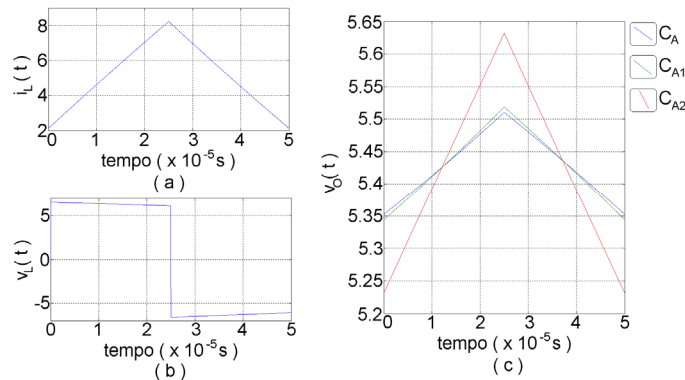 8
6
4
2
i_L(t)
0 1 2 3 4 5
tempo( x 10^-5 s)
( a )
5
0
-5
v_L(t)
0 1 2 3 4 5
tempo( x 10^-5 s)
( b )
5.65
5.6
5.55
5.5
5.45
5.4
5.35
5.3
5.25
5.2
v_O(t)
0 1 2 3 4 5
tempo ( x 10^-5 s)
( c )
C_A
C_A1
C_A2